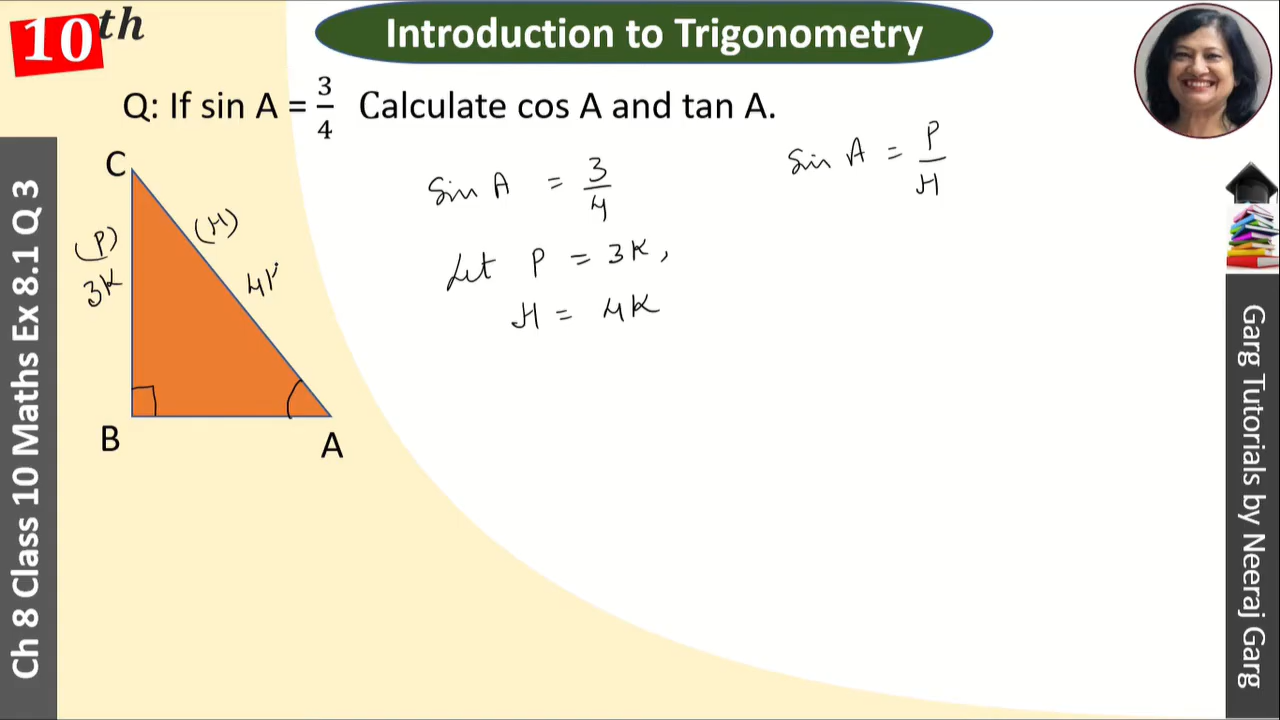 10th
Introduction to Trigonometry
Q: If sin A = 3/4 Calculate cos A and tan A.
C
(P)
3K
(H)
4K
B
A
Sin A = 3/4
Let P = 3K,
H = 4K
Sin A = P/H
Ch 8 Class 10 Maths Ex 8.1 Q 3
Garg Tutorials by Neeraj Garg